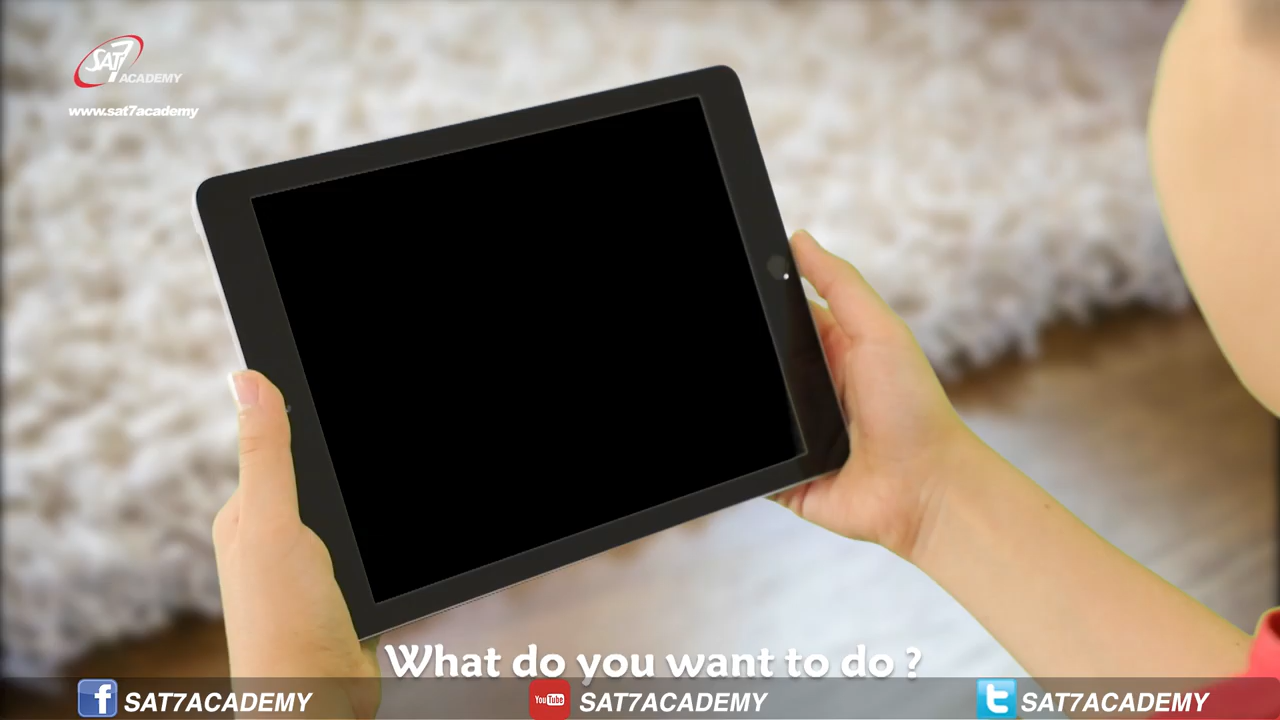 SAT7
ACADEMY
www.sat7academy
What do you want to do ?
f SAT7ACADEMY
YouTube SAT7ACADEMY
t SAT7ACADEMY